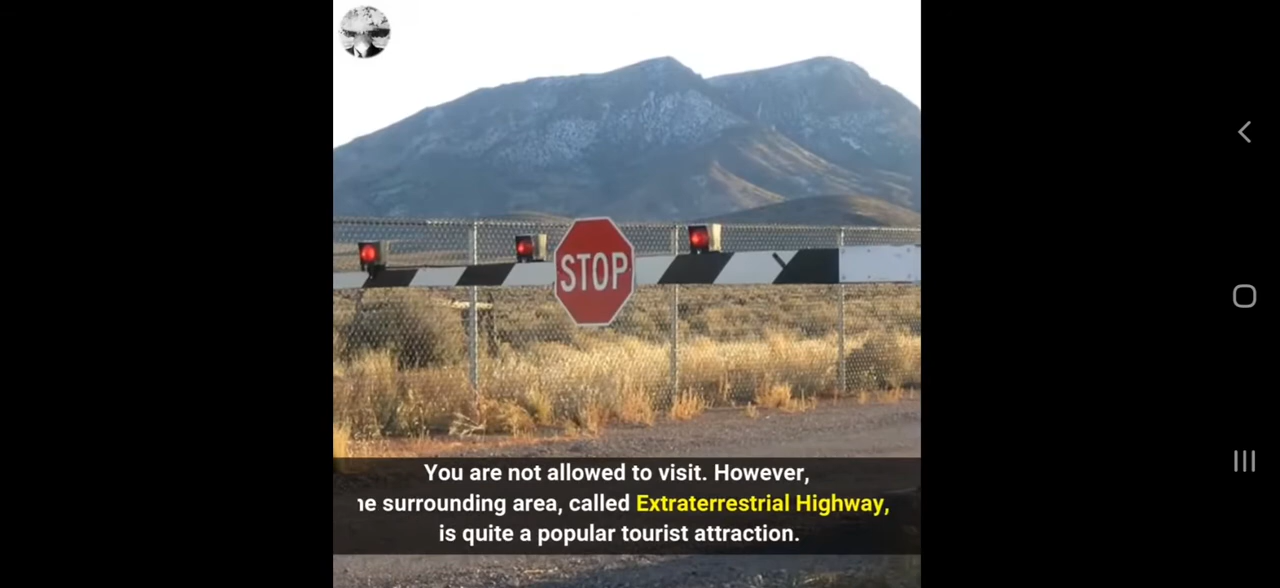 STOP
You are not allowed to visit. However,
surrounding area, called Extraterrestrial Highway,
is quite a popular tourist attraction.